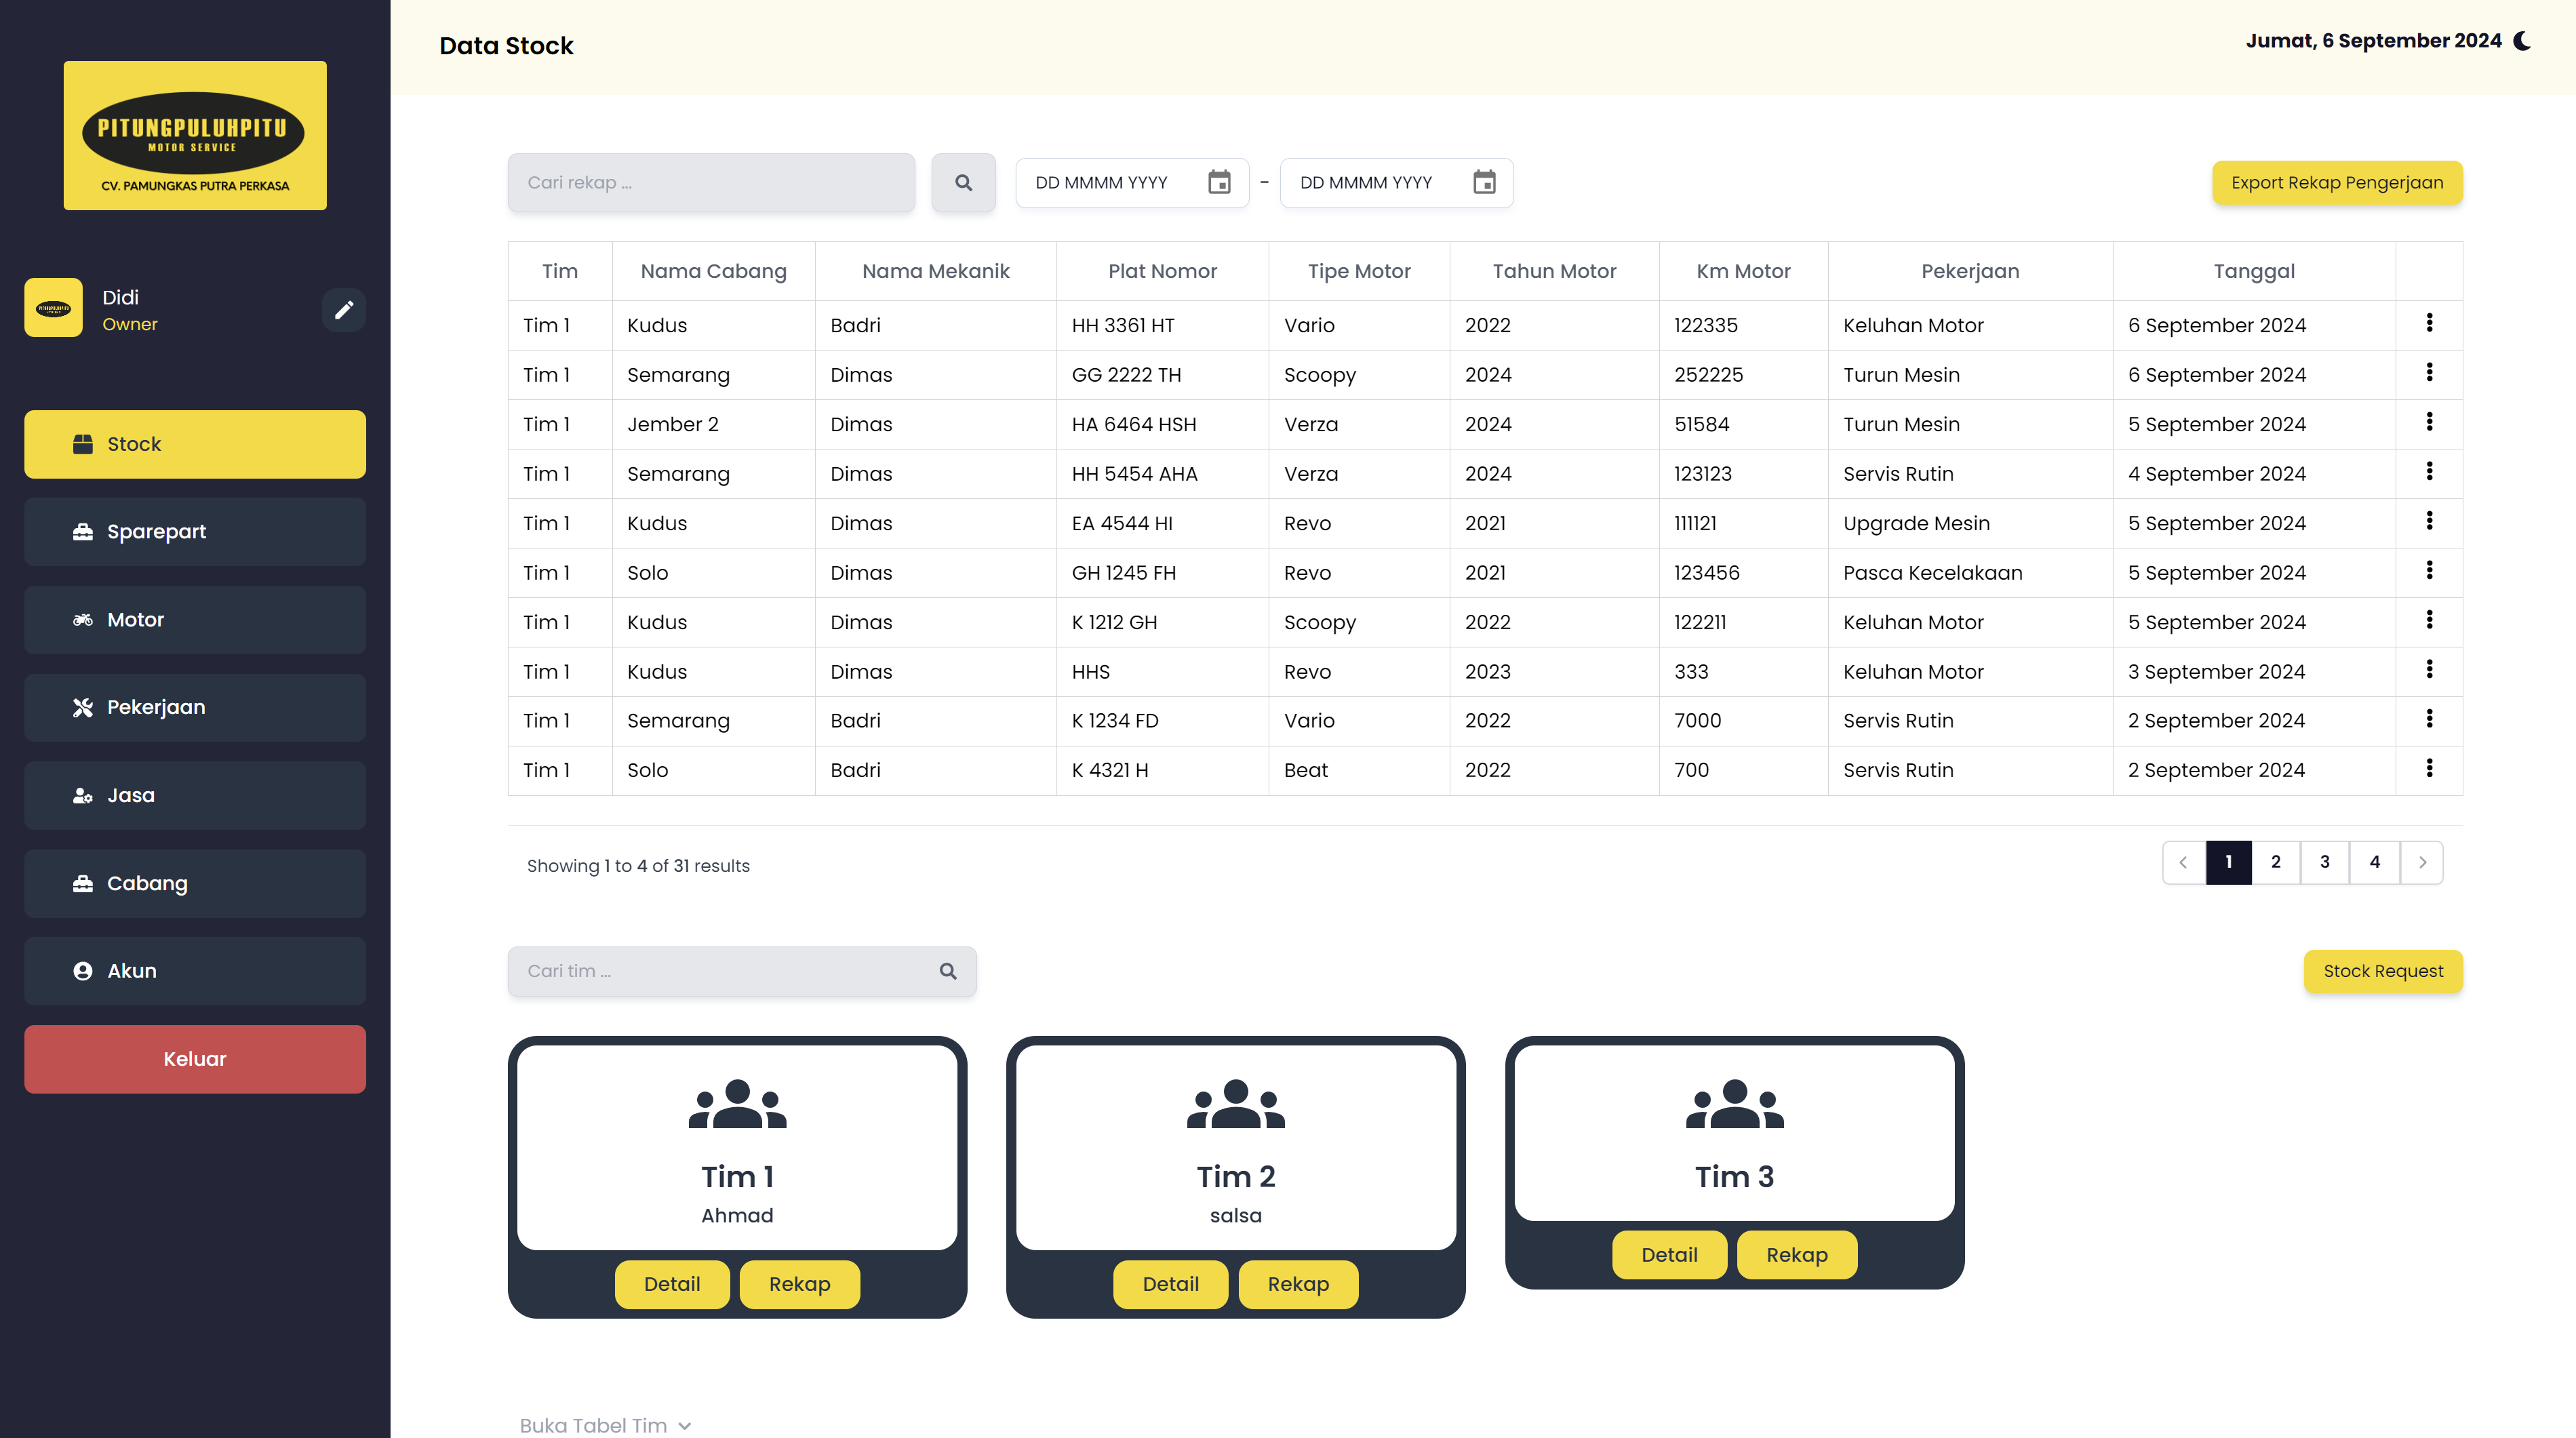 PITUNGPULUHPITU
MOTOR SERVICE
CV. PAMUNGKAS PUTRA PERKASA
Didi
Owner
Stock
Sparepart
Motor
Pekerjaan
Jasa
Cabang
Akun
Keluar
Data Stock
Jumat, 6 September 2024
Cari rekap ...
DD MMMM YYYY - DD MMMM YYYY
Export Rekap Pengerjaan
Tim Nama Cabang Nama Mekanik Plat Nomor Tipe Motor Tahun Motor Km Motor Pekerjaan Tanggal
Tim 1 Kudus Badri HH 3361 HT Vario 2022 122335 Keluhan Motor 6 September 2024
Tim 1 Semarang Dimas GG 2222 TH Scoopy 2024 252225 Turun Mesin 6 September 2024
Tim 1 Jember 2 Dimas HA 6464 HSH Verza 2024 51584 Turun Mesin 5 September 2024
Tim 1 Semarang Dimas HH 5454 AHA Verza 2024 123123 Servis Rutin 4 September 2024
Tim 1 Kudus Dimas EA 4544 HI Revo 2021 111121 Upgrade Mesin 5 September 2024
Tim 1 Solo Dimas GH 1245 FH Revo 2021 123456 Pasca Kecelakaan 5 September 2024
Tim 1 Kudus Dimas K 1212 GH Scoopy 2022 122211 Keluhan Motor 5 September 2024
Tim 1 Kudus Dimas HHS Revo 2023 333 Keluhan Motor 3 September 2024
Tim 1 Semarang Badri K 1234 FD Vario 2022 7000 Servis Rutin 2 September 2024
Tim 1 Solo Badri K 4321 H Beat 2022 700 Servis Rutin 2 September 2024
Showing 1 to 4 of 31 results
1 2 3 4
Cari tim ...
Stock Request
Tim 1
Ahmad
Detail Rekap
Tim 2
salsa
Detail Rekap
Tim 3
Detail Rekap
Buka Tabel Tim